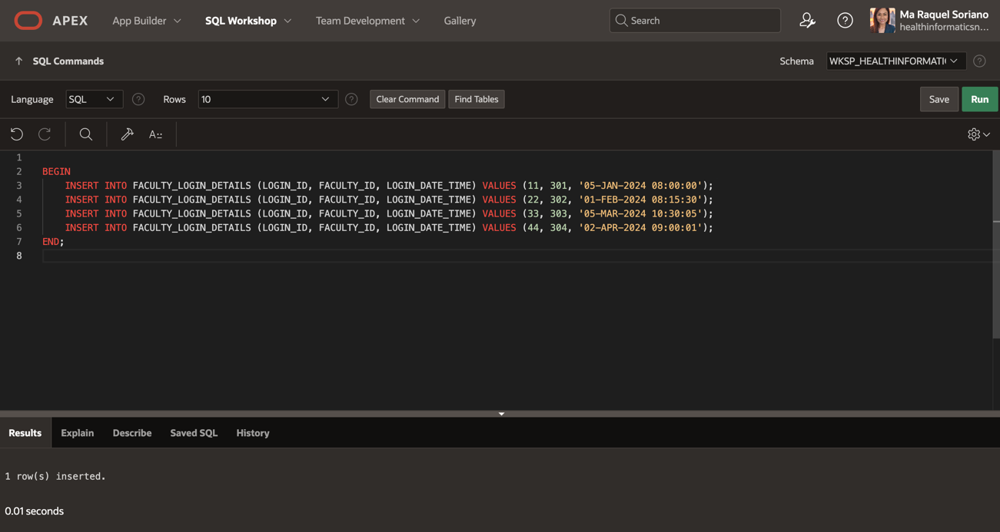 APEX App Builder SQL Workshop Team Development Gallery Search ? Ma Raquel Soriano
healthinformaticsn...
SQL Commands Schema WKSP_HEALTHINFORMATI ?
Language SQL ? Rows 10 ? Clear Command Find Tables Save Run
A
1
2 BEGIN
3 INSERT INTO FACULTY_LOGIN_DETAILS (LOGIN_ID, FACULTY_ID, LOGIN_DATE_TIME) VALUES (11, 301, '05-JAN-2024 08:00:00');
4 INSERT INTO FACULTY_LOGIN_DETAILS (LOGIN_ID, FACULTY_ID, LOGIN_DATE_TIME) VALUES (22, 302, '01-FEB-2024 08:15:30');
5 INSERT INTO FACULTY_LOGIN_DETAILS (LOGIN_ID, FACULTY_ID, LOGIN_DATE_TIME) VALUES (33, 303, '05-MAR-2024 10:30:05');
6 INSERT INTO FACULTY_LOGIN_DETAILS (LOGIN_ID, FACULTY_ID, LOGIN_DATE_TIME) VALUES (44, 304, '02-APR-2024 09:00:01');
7 END;
8
Results Explain Describe Saved SQL History
1 row(s) inserted.
0.01 seconds